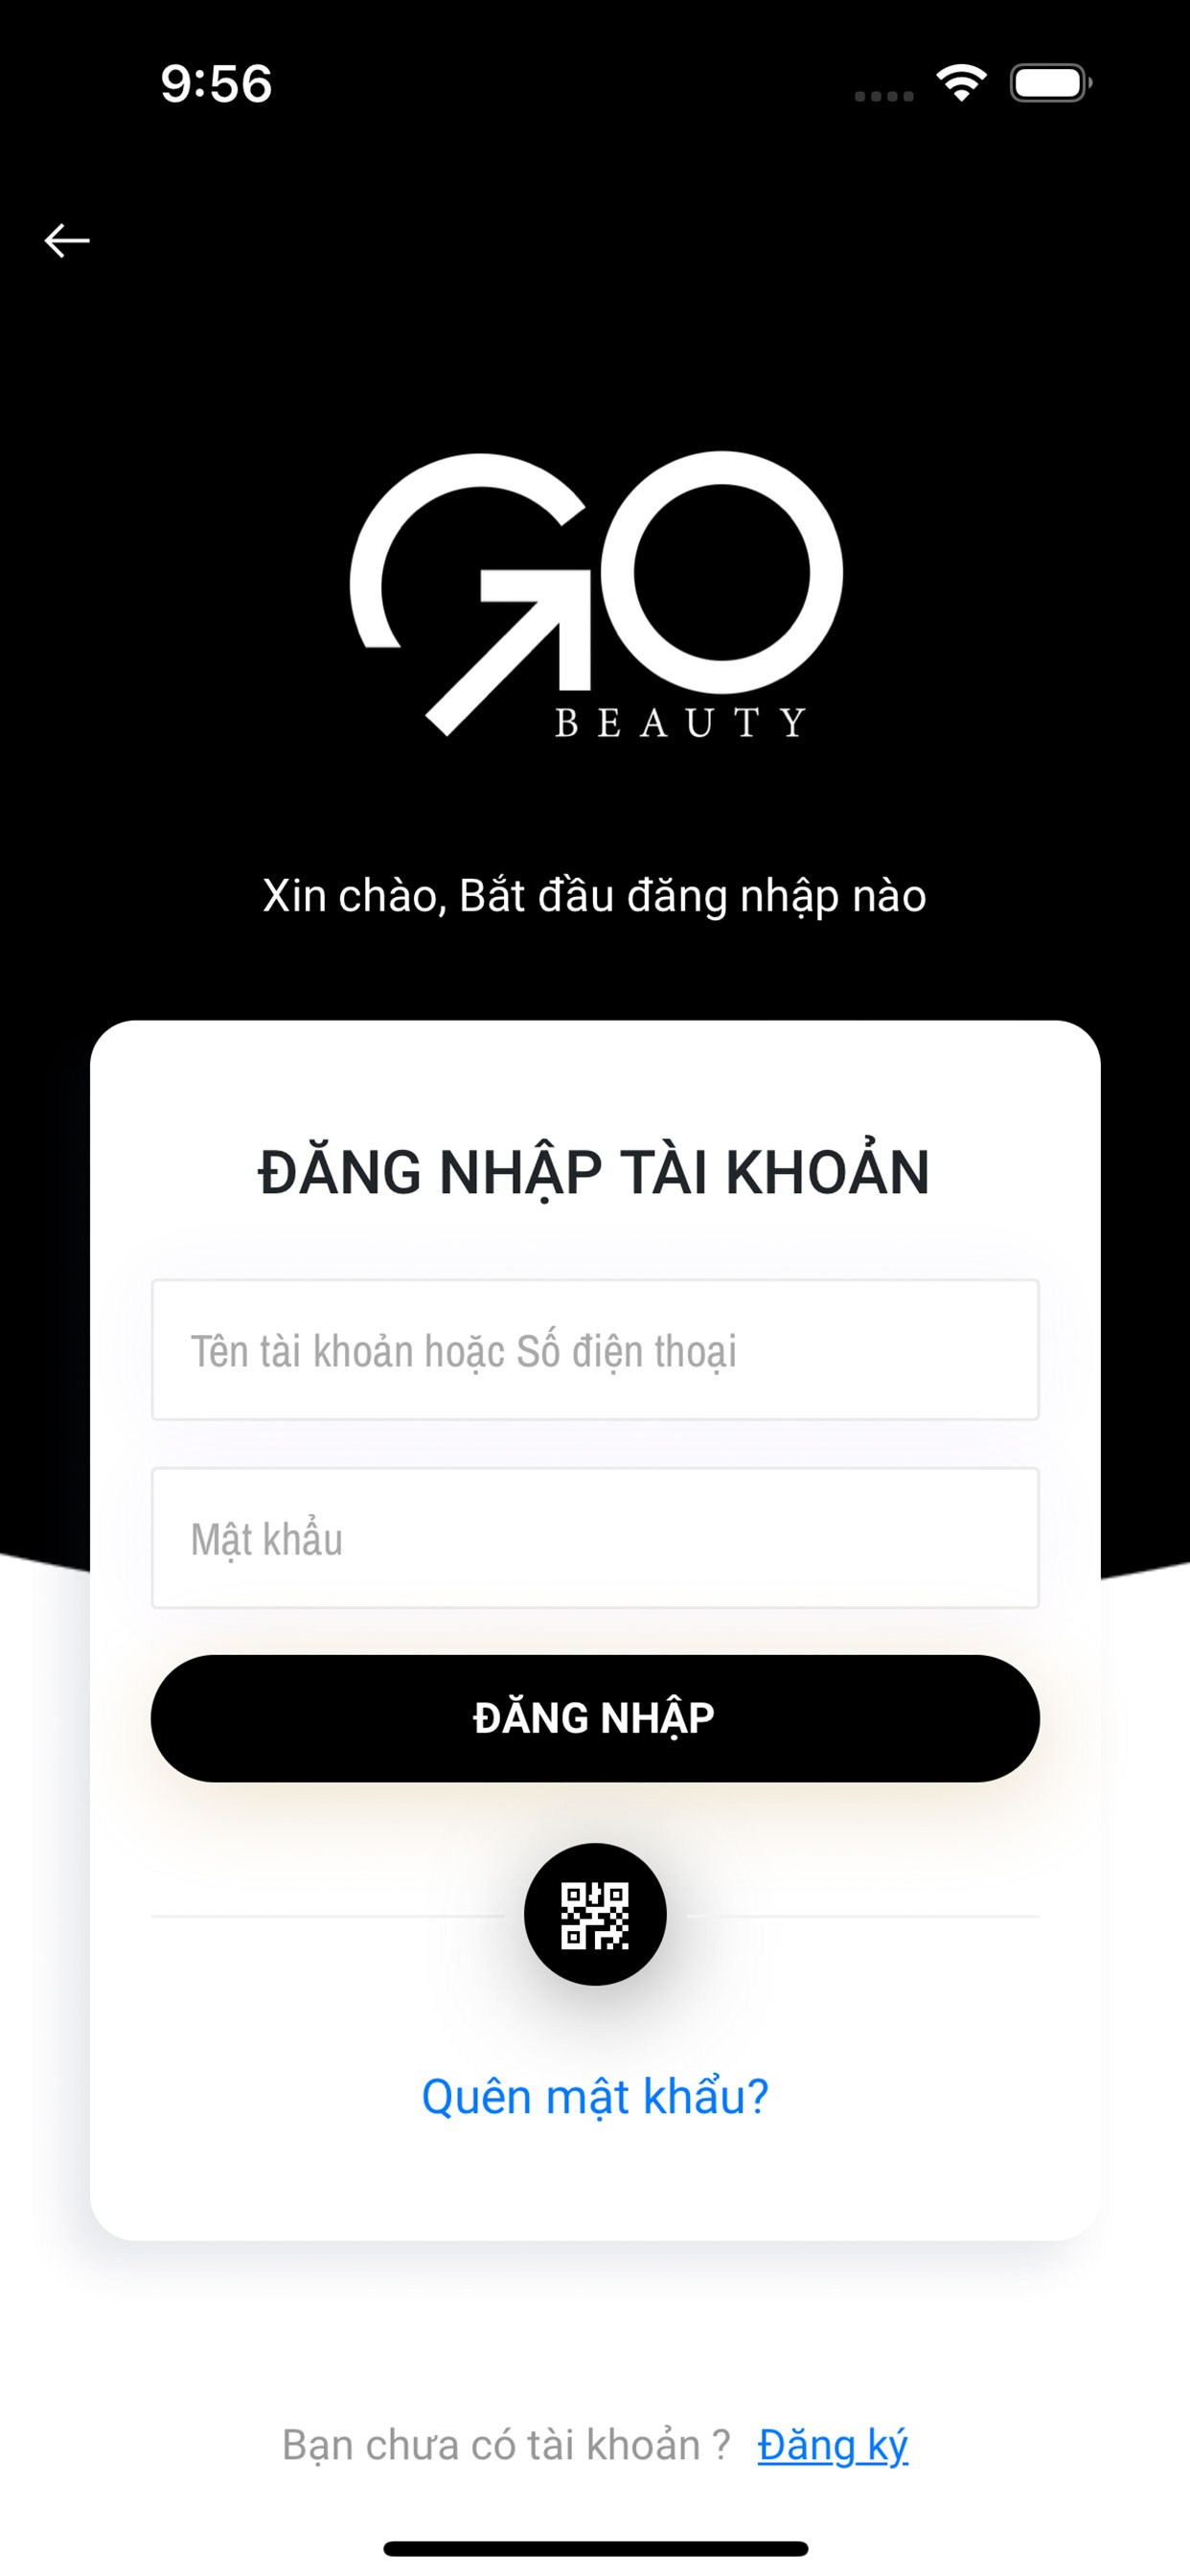 9:56
GO
BEAUTY
Xin chào, Bắt đầu đăng nhập nào
ĐĂNG NHẬP TÀI KHOẢN
Tên tài khoản hoặc Số điện thoại
Mật khẩu
ĐĂNG NHẬP
Quên mật khẩu?
Bạn chưa có tài khoản ? Đăng ký